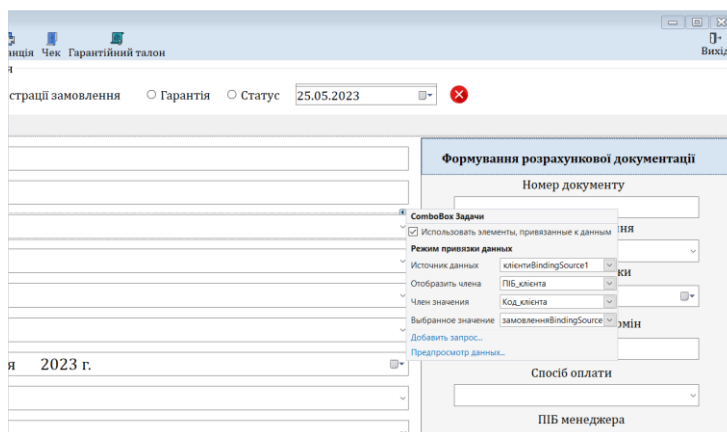 анція Чек Гарантійний талон Вихід
я
страції замовлення Гарантія Статус 25.05.2023
Формування розрахункової документації
Номер документу
ComboBox Задачи
Использовать элементы, привязанные к данным
ня
Режим привязки данных
Источник данных клієнтиBindingSource1
ки
Отобразить члена ПІБ_клієнта
Член значения Код_клієнта
Выбранное значение замовленняBindingSource
рмін
Добавить запрос...
Предпросмотр данных...
я 2023 г.
Спосіб оплати
ПІБ менеджера